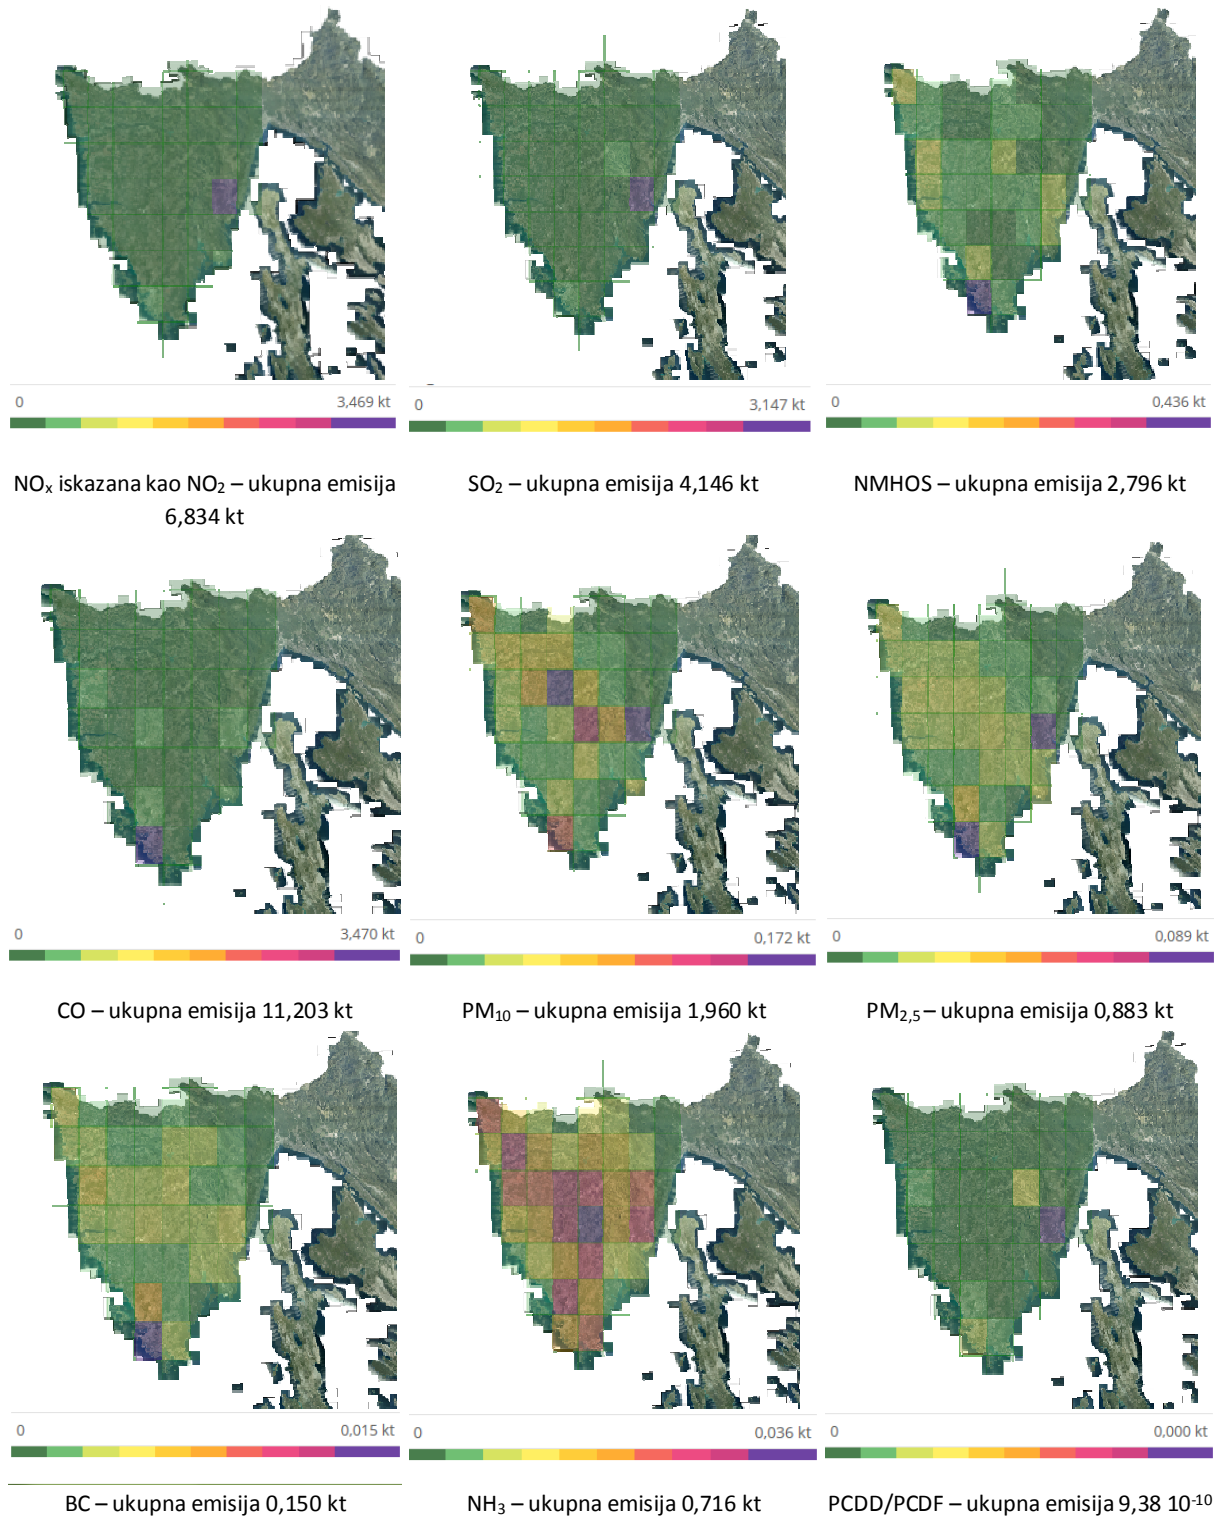 0 3,469 kt
0 3,147 kt
0 0,436 kt
NOₓ iskazana kao NO₂ – ukupna emisija
6,834 kt
SO₂ – ukupna emisija 4,146 kt
NMHOS – ukupna emisija 2,796 kt
0 3,470 kt
0 0,172 kt
0 0,089 kt
CO – ukupna emisija 11,203 kt
PM₁₀ – ukupna emisija 1,960 kt
PM₂,₅ – ukupna emisija 0,883 kt
0 0,015 kt
0 0,036 kt
0 0,000 kt
BC – ukupna emisija 0,150 kt
NH₃ – ukupna emisija 0,716 kt
PCDD/PCDF – ukupna emisija 9,38 10⁻¹⁰